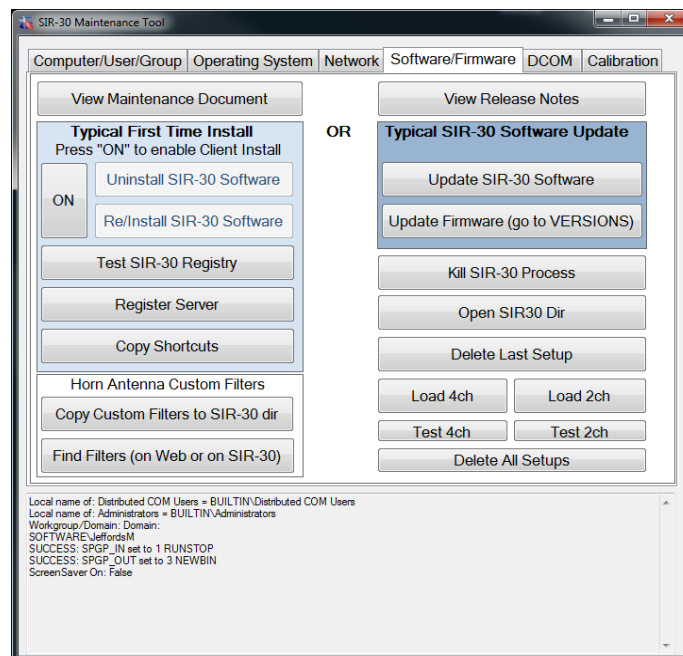 SIR-30 Maintenance Tool
Computer/User/Group Operating System Network Software/Firmware DCOM Calibration
View Maintenance Document
View Release Notes
Typical First Time Install
Press "ON" to enable Client Install
OR
Typical SIR-30 Software Update
ON
Uninstall SIR-30 Software
Re/Install SIR-30 Software
Update SIR-30 Software
Update Firmware (go to VERSIONS)
Test SIR-30 Registry
Register Server
Copy Shortcuts
Kill SIR-30 Process
Open SIR30 Dir
Delete Last Setup
Horn Antenna Custom Filters
Copy Custom Filters to SIR-30 dir
Find Filters (on Web or on SIR-30)
Load 4ch Load 2ch
Test 4ch Test 2ch
Delete All Setups
Local name of: Distributed COM Users = BUILTIN\Distributed COM Users
Local name of: Administrators = BUILTIN\Administrators
Workgroup/Domain: Domain:
SOFTWARE\JeffordsM
SUCCESS: SPGP_IN set to 1 RUNSTOP
SUCCESS: SPGP_OUT set to 3 NEWBIN
ScreenSaver On: False